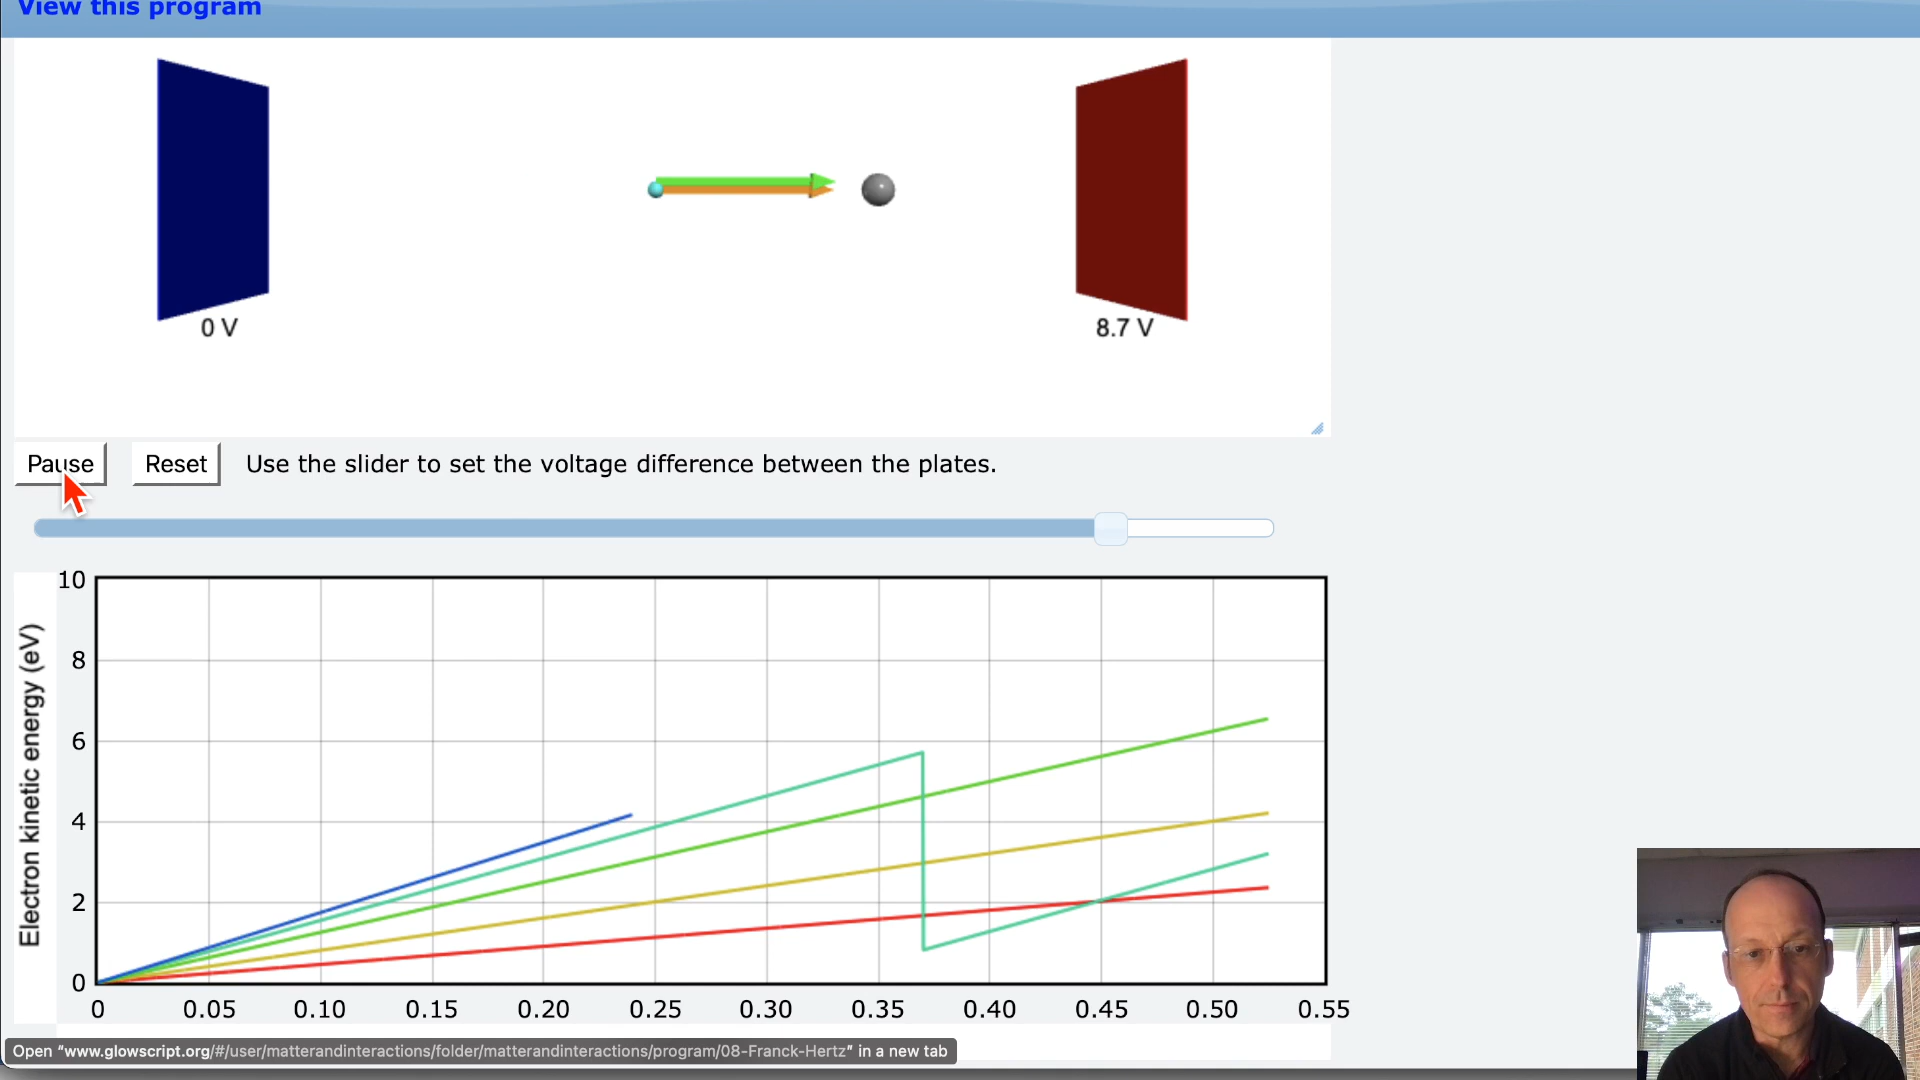 View this program
0 V
8.7 V
Pause
Reset
Use the slider to set the voltage difference between the plates.
10
8
6
4
2
0
Electron kinetic energy (eV)
0 0.05 0.10 0.15 0.20 0.25 0.30 0.35 0.40 0.45 0.50 0.55
Open “www.glowscript.org/#/user/matterandinteractions/folder/matterandinteractions/program/08-Franck-Hertz” in a new tab